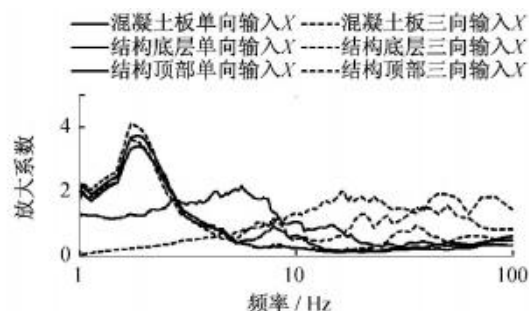 混凝土板单向输入X 混凝土板三向输入X
结构底层单向输入X 结构底层三向输入X
结构顶部单向输入X 结构顶部三向输入X
4
2
0
放大系数
1 10 100
频率 / Hz